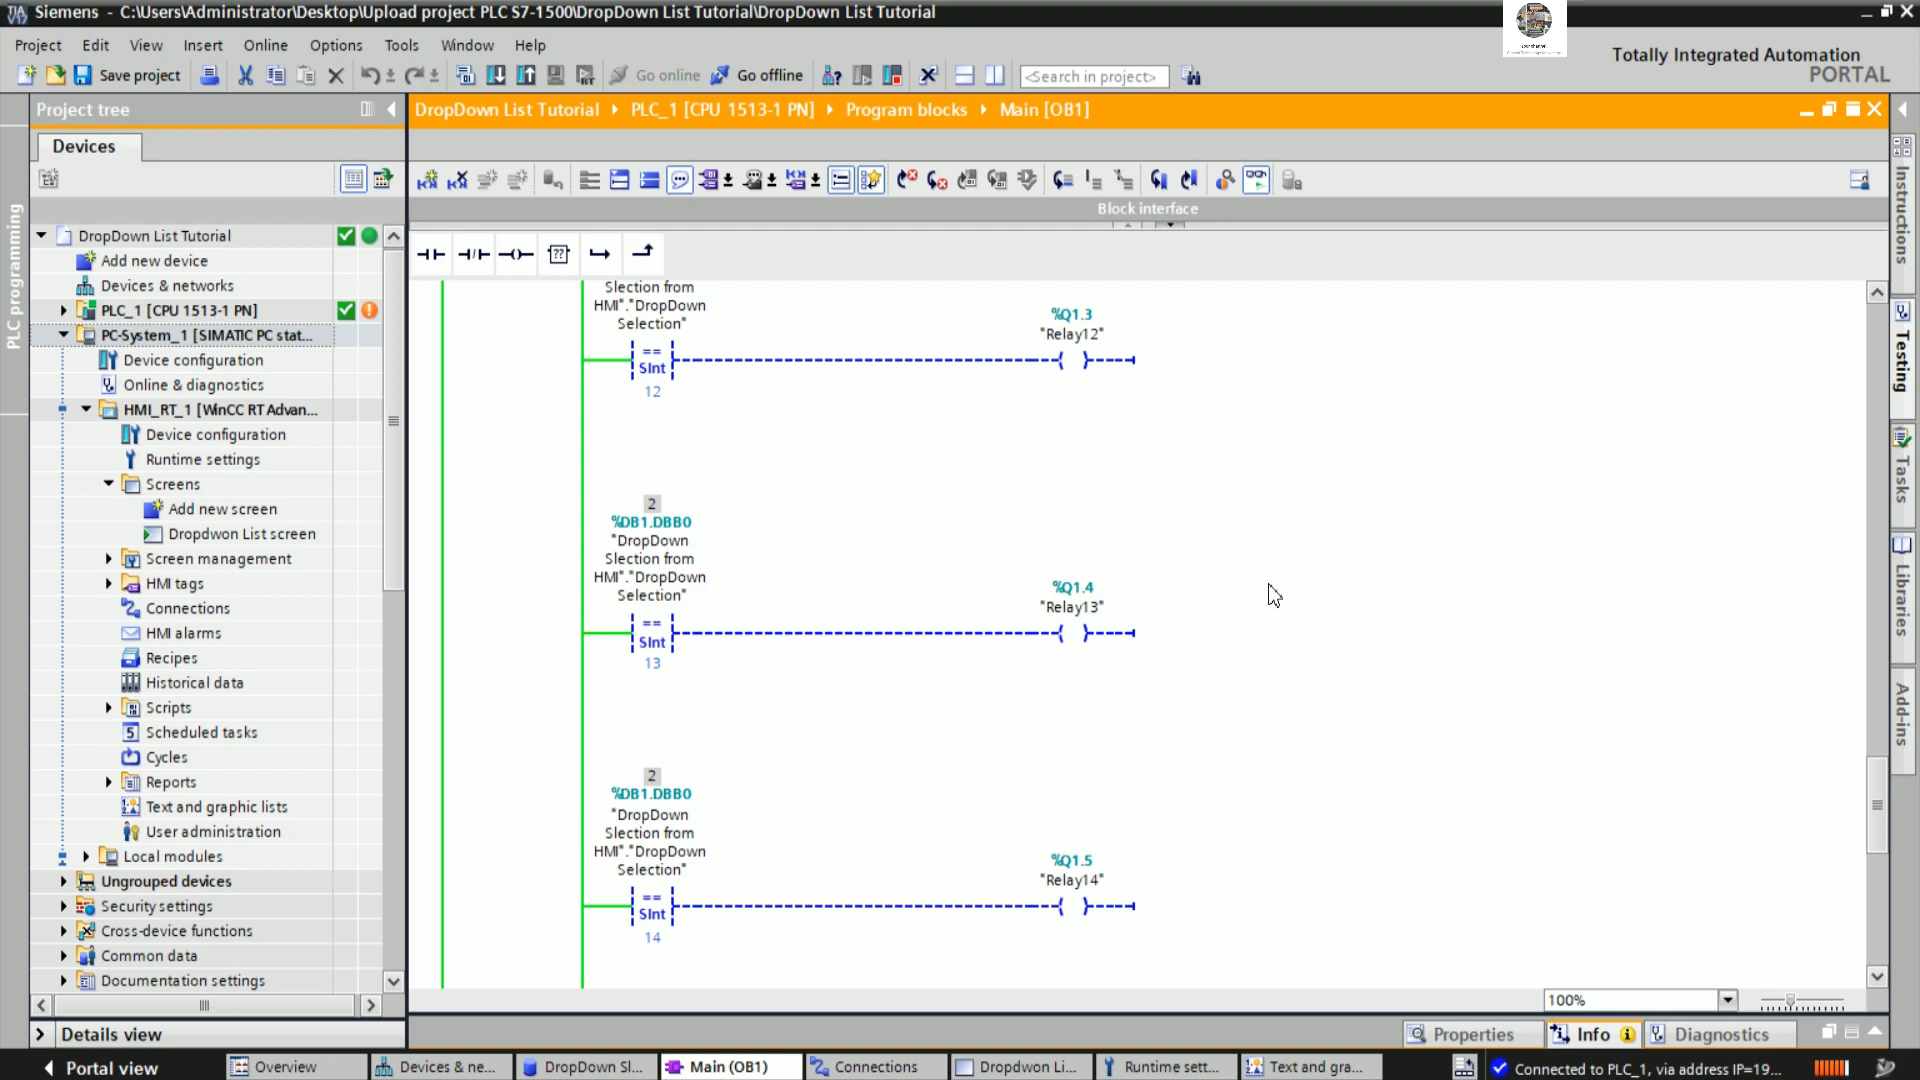 Siemens - C:\Users\Administrator\Desktop\Upload project PLC S7-1500\DropDown List Tutorial\DropDown List Tutorial
Project Edit View Insert Online Options Tools Window Help
Totally Integrated Automation
PORTAL
Save project
Go online
Go offline
<Search in project>
Project tree
DropDown List Tutorial
PLC_1 [CPU 1513-1 PN]
Program blocks
Main [OB1]
Devices
PLC programming
Block interface
DropDown List Tutorial
Add new device
Devices & networks
PLC_1 [CPU 1513-1 PN]
PC-System_1 [SIMATIC PC stat...
Device configuration
Online & diagnostics
HMI_RT_1 [WinCC RT Advan...
Device configuration
Runtime settings
Screens
Add new screen
Dropdwon List screen
Screen management
HMI tags
Connections
HMI alarms
Recipes
Historical data
Scripts
Scheduled tasks
Cycles
Reports
Text and graphic lists
User administration
Local modules
Ungrouped devices
Security settings
Cross-device functions
Common data
Documentation settings
Details view
??
Slection from
HMI"."DropDown
Selection"
==
SInt
12
%Q1.3
"Relay12"
2
%DB1.DBB0
"DropDown
Slection from
HMI"."DropDown
Selection"
==
SInt
13
%Q1.4
"Relay13"
2
%DB1.DBB0
"DropDown
Slection from
HMI"."DropDown
Selection"
==
SInt
14
%Q1.5
"Relay14"
Instructions
Testing
Tasks
Libraries
Add-ins
100%
Properties
Info
Diagnostics
Portal view
Overview
Devices & ne...
DropDown Sl...
Main (OB1)
Connections
Dropdwon Li...
Runtime sett...
Text and gra...
Connected to PLC_1, via address IP=19...